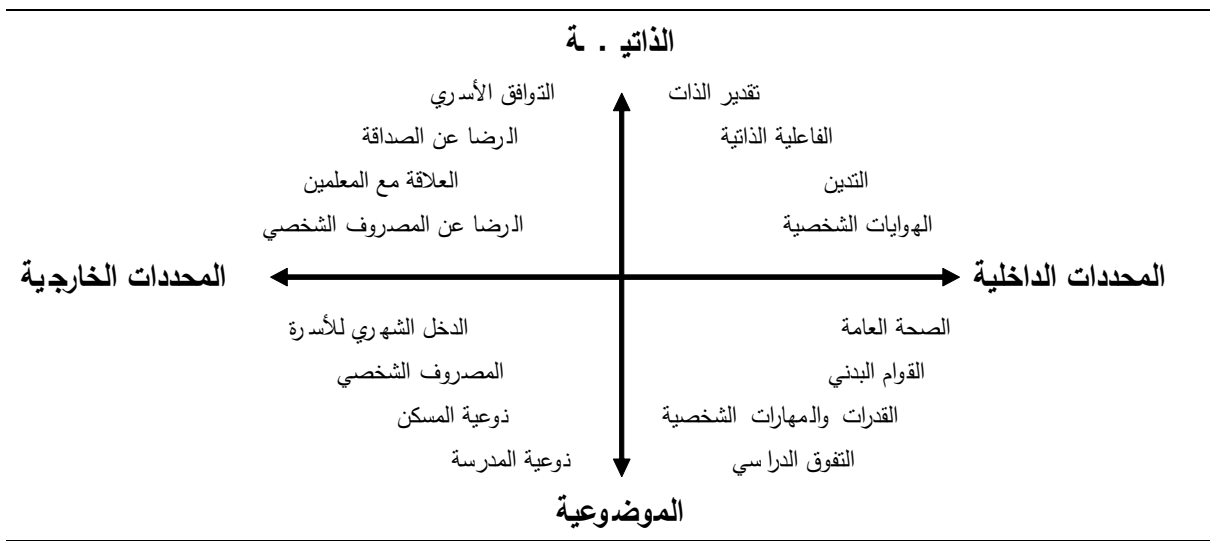 الذاتيـ . ـة
تقدير الذات
التوافق الأسري
الفاعلية الذاتية
الرضا عن الصداقة
التدين
العلاقة مع المعلمين
الهوايات الشخصية
الرضا عن المصروف الشخصي
المحددات الداخلية
المحددات الخارجية
الصحة العامة
الدخل الشهري للأسرة
القوام البدني
المصروف الشخصي
القدرات والمهارات الشخصية
نوعية المسكن
التفوق الدراسي
نوعية المدرسة
الموضوعية